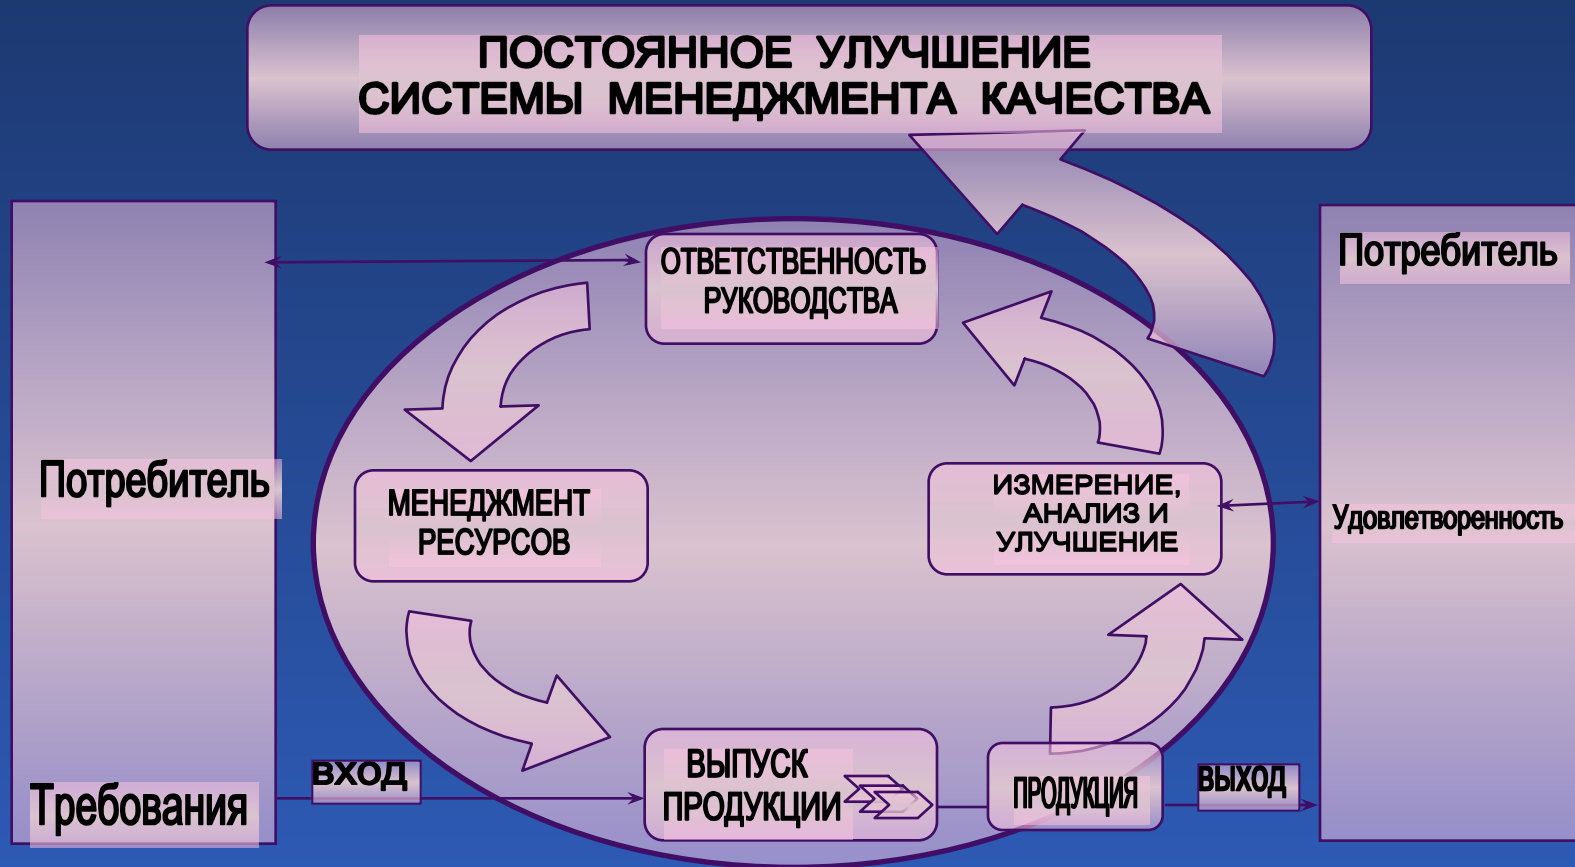 ПОСТОЯННОЕ УЛУЧШЕНИЕ
СИСТЕМЫ МЕНЕДЖМЕНТА КАЧЕСТВА
Потребитель
Требования
ОТВЕТСТВЕННОСТЬ
РУКОВОДСТВА
МЕНЕДЖМЕНТ
РЕСУРСОВ
ИЗМЕРЕНИЕ,
АНАЛИЗ И
УЛУЧШЕНИЕ
ВХОД
ВЫПУСК
ПРОДУКЦИИ
ПРОДУКЦИЯ
ВЫХОД
Потребитель
Удовлетворенность